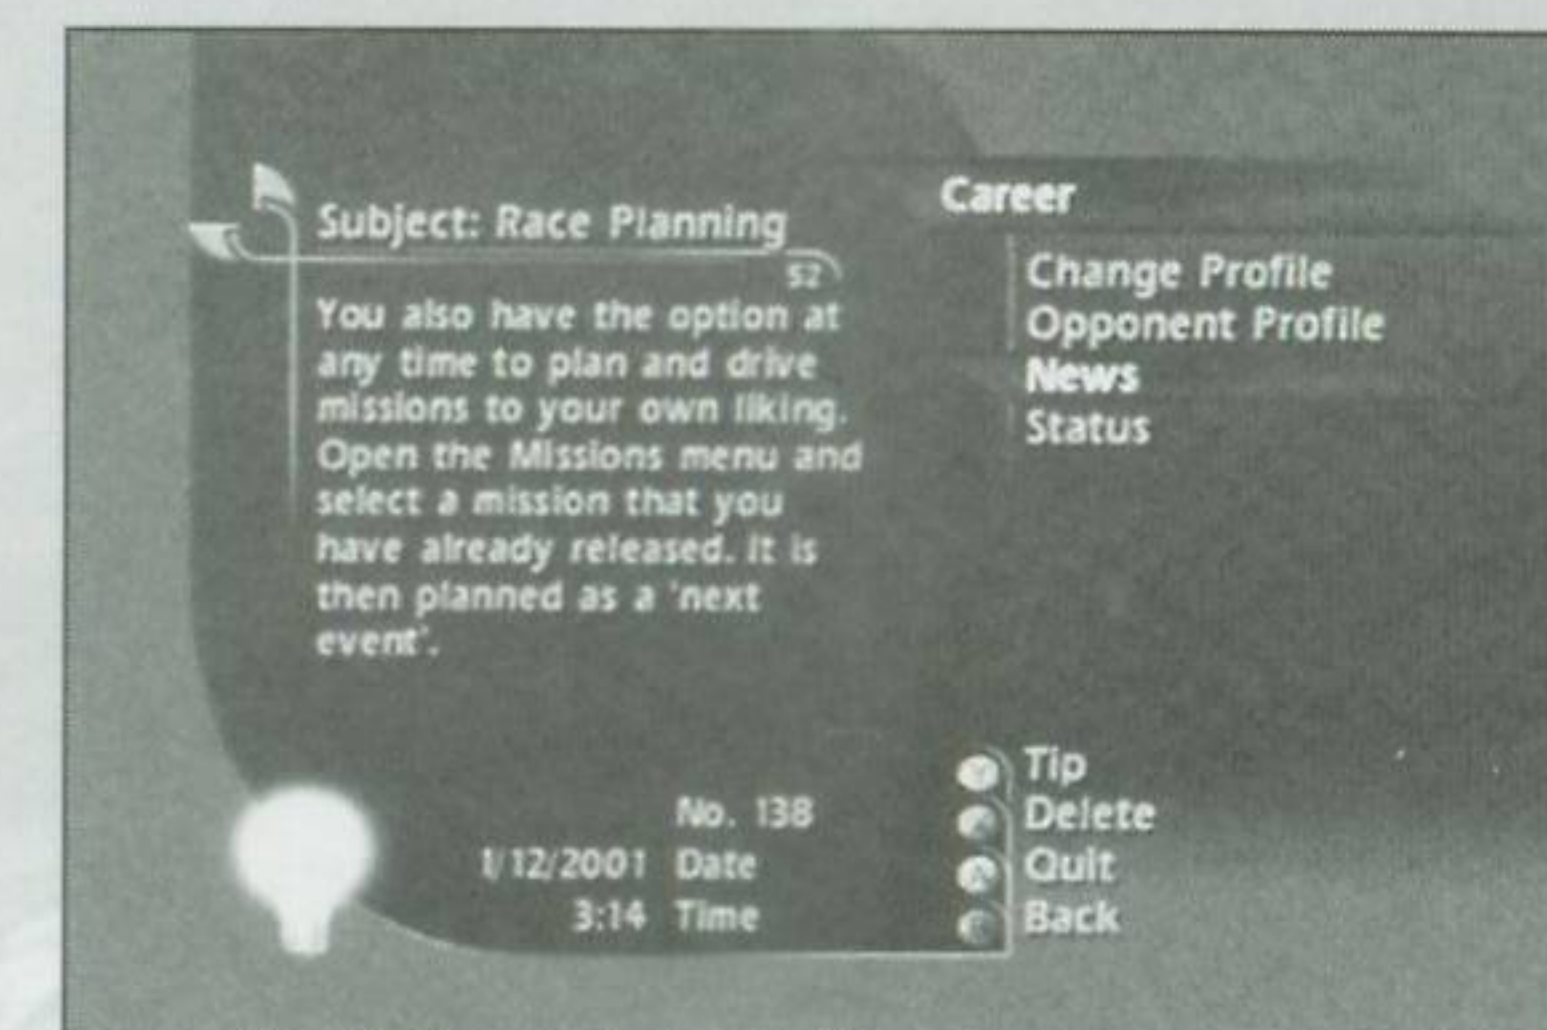 Subject: Race Planning
52
You also have the option at
any time to plan and drive
missions to your own liking.
Open the Missions menu and
select a mission that you
have already released. It is
then planned as a 'next
event'.
No. 138
1/12/2001 Date
3:14 Time
Career
Change Profile
Opponent Profile
News
Status
Tip
Delete
Quit
Back